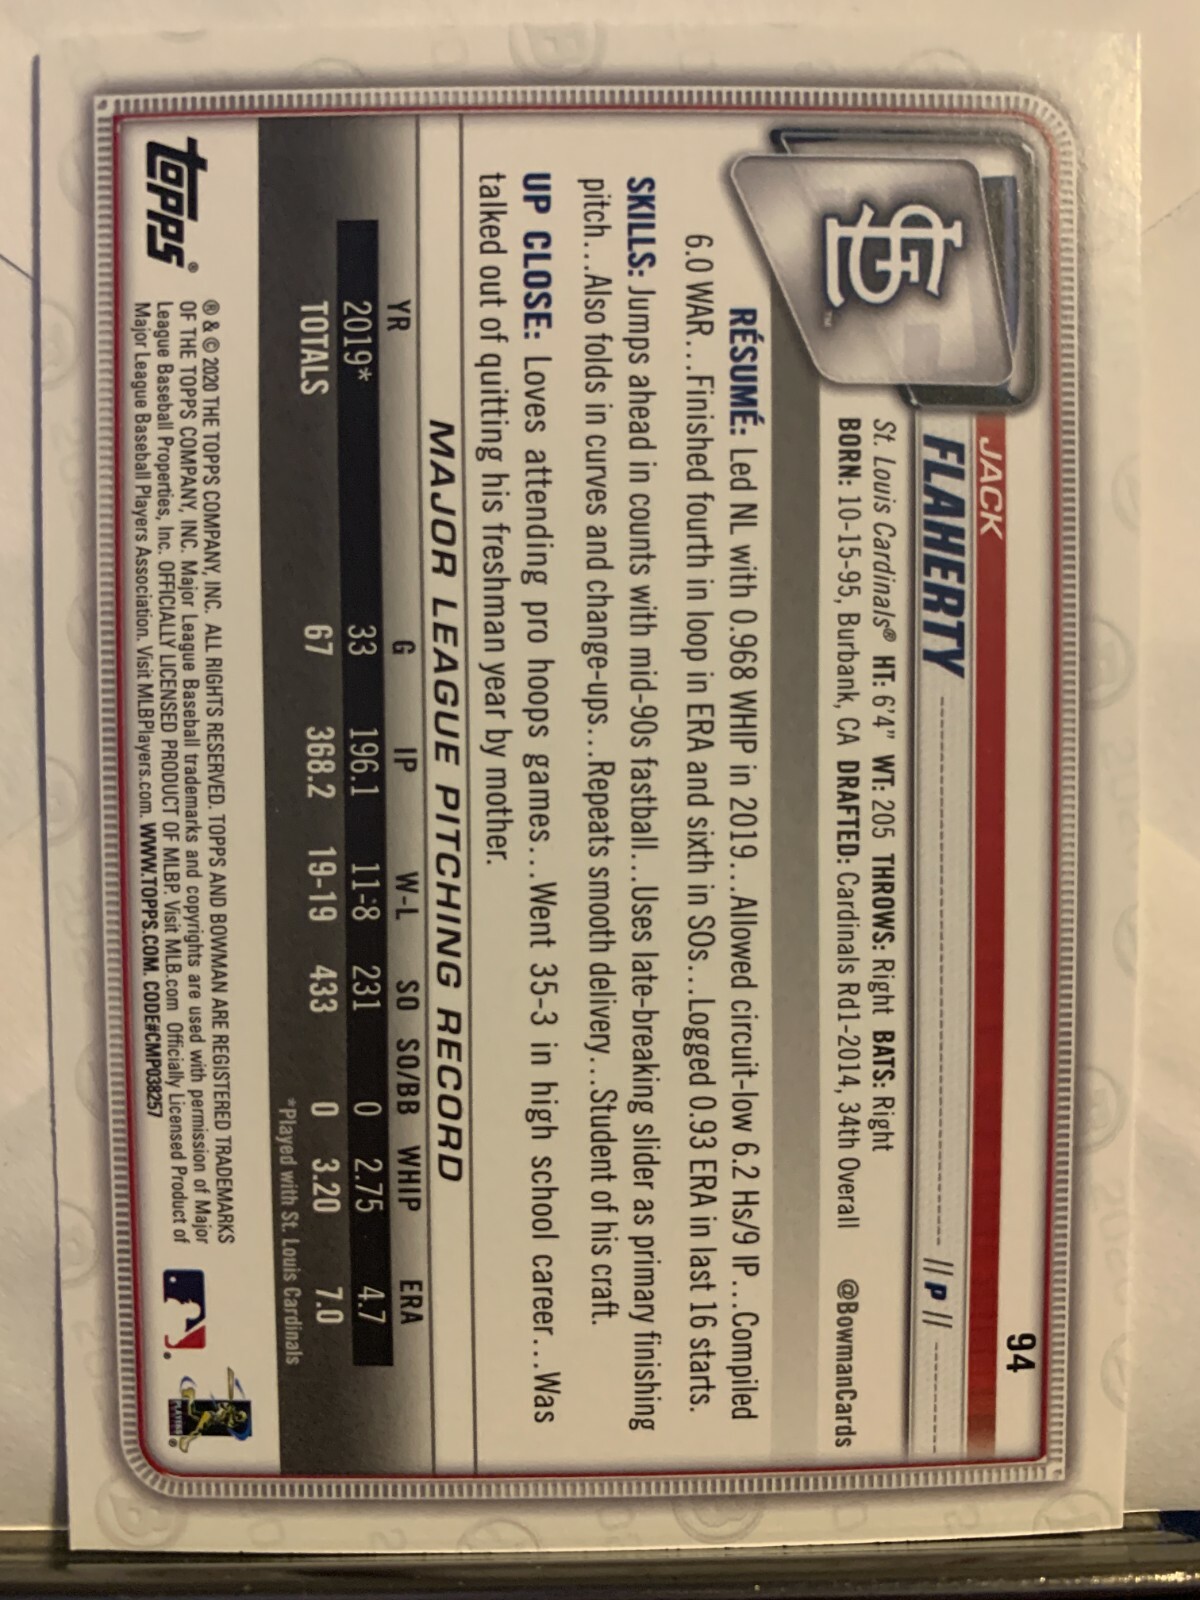 94
JACK
FLAHERTY || P ||
St. Louis Cardinals® HT: 6'4" WT: 205 THROWS: Right BATS: Right
BORN: 10-15-95, Burbank, CA DRAFTED: Cardinals Rd1-2014, 34th Overall @BowmanCards
STL™
RÉSUMÉ: Led NL with 0.968 WHIP in 2019...Allowed circuit-low 6.2 Hs/9 IP...Compiled
6.0 WAR...Finished fourth in loop in ERA and sixth in SOs...Logged 0.93 ERA in last 16 starts.
SKILLS: Jumps ahead in counts with mid-90s fastball...Uses late-breaking slider as primary finishing
pitch...Also folds in curves and change-ups...Repeats smooth delivery...Student of his craft.
UP CLOSE: Loves attending pro hoops games...Went 35-3 in high school career...Was
talked out of quitting his freshman year by mother.
MAJOR LEAGUE PITCHING RECORD
YR G IP W-L SO SO/BB WHIP ERA
2019* 33 196.1 11-8 231 0 2.75 4.7
TOTALS 67 368.2 19-19 433 0 3.20 7.0
*Played with St. Louis Cardinals
topps®
® & © 2020 THE TOPPS COMPANY, INC. ALL RIGHTS RESERVED. TOPPS AND BOWMAN ARE REGISTERED TRADEMARKS
OF THE TOPPS COMPANY, INC. Major League Baseball trademarks and copyrights are used with permission of Major
League Baseball Properties, Inc. OFFICIALLY LICENSED PRODUCT OF MLBP. Visit MLB.com Officially Licensed Product of
Major League Baseball Players Association. Visit MLBPlayers.com. WWW.TOPPS.COM. CODE#CMP038257